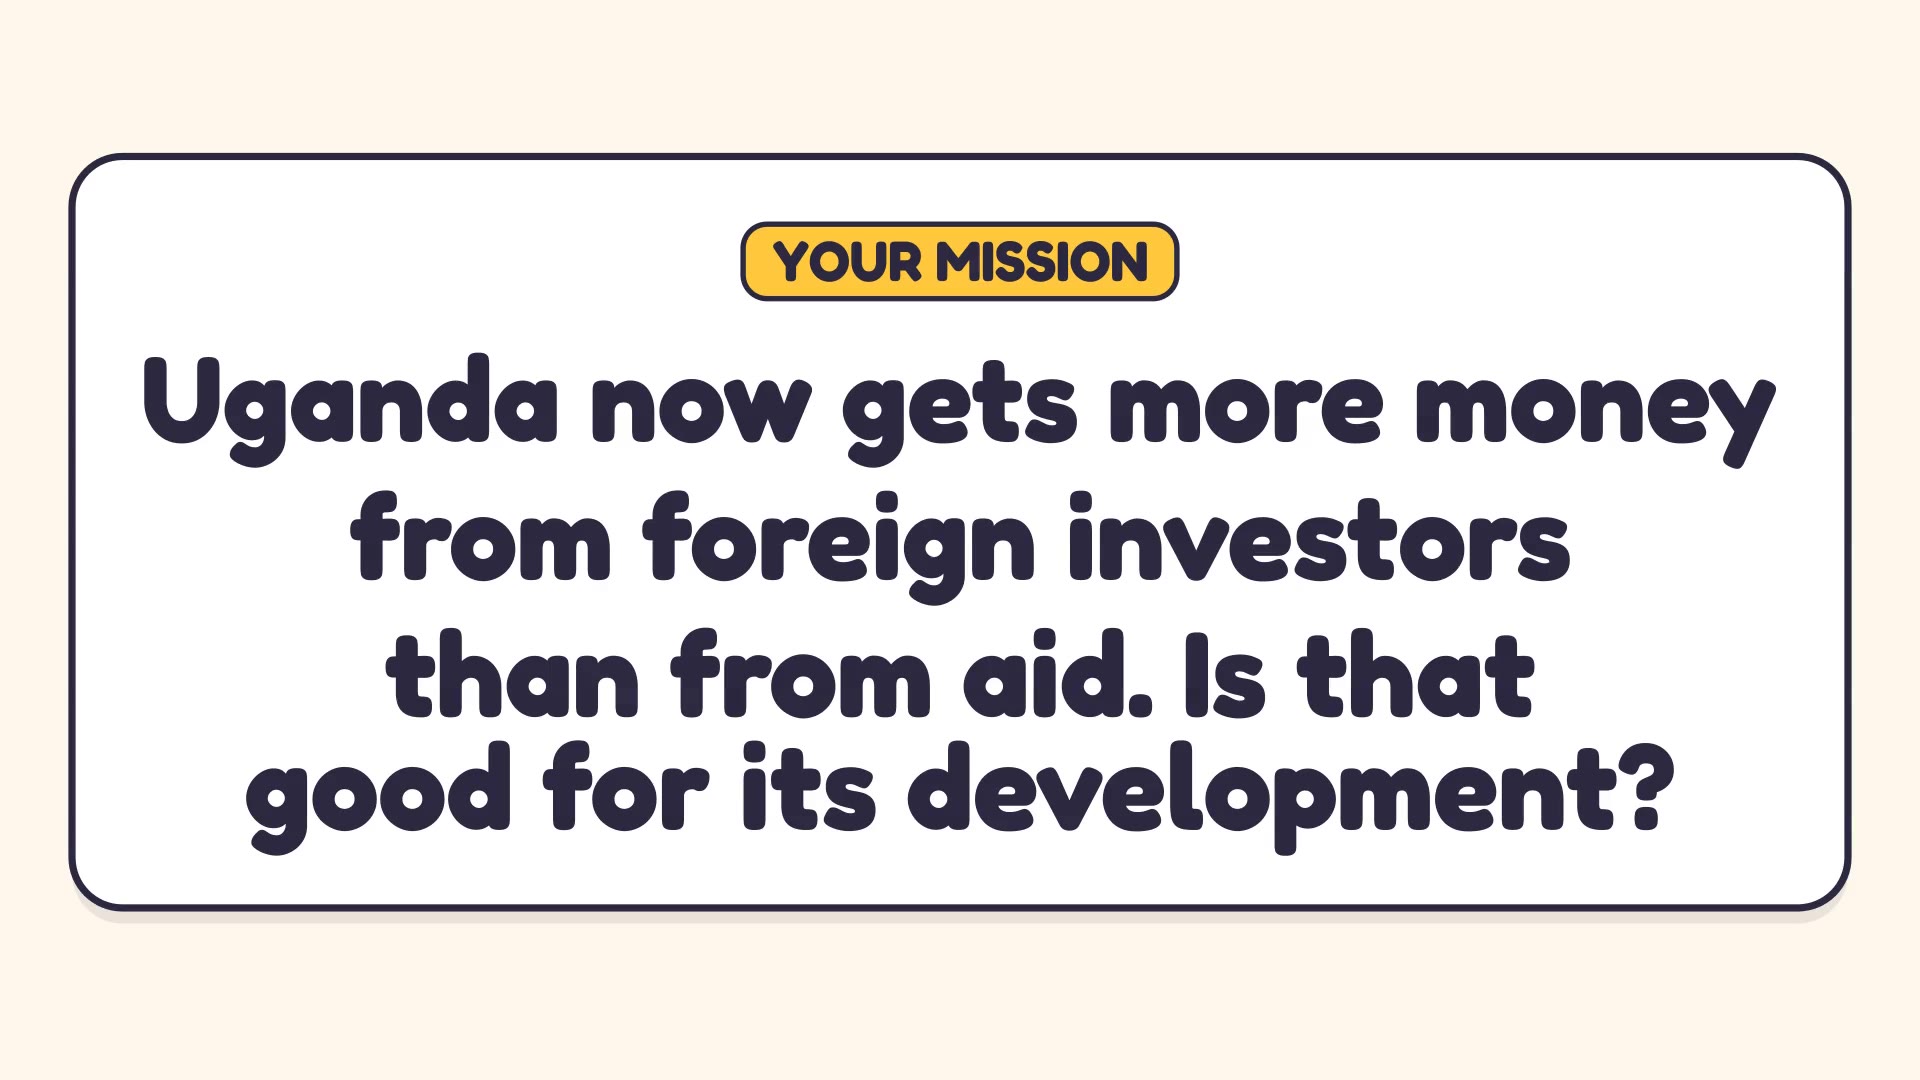 YOUR MISSION
Uganda now gets more money
from foreign investors
than from aid. Is that
good for its development?